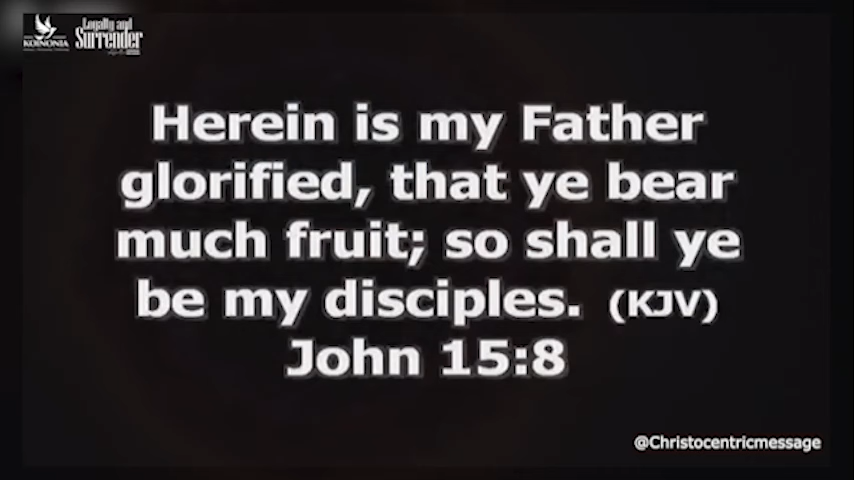 KOINONIA
Loyalty and
Surrender
Herein is my Father
glorified, that ye bear
much fruit; so shall ye
be my disciples. (KJV)
John 15:8
@Christocentricmessage